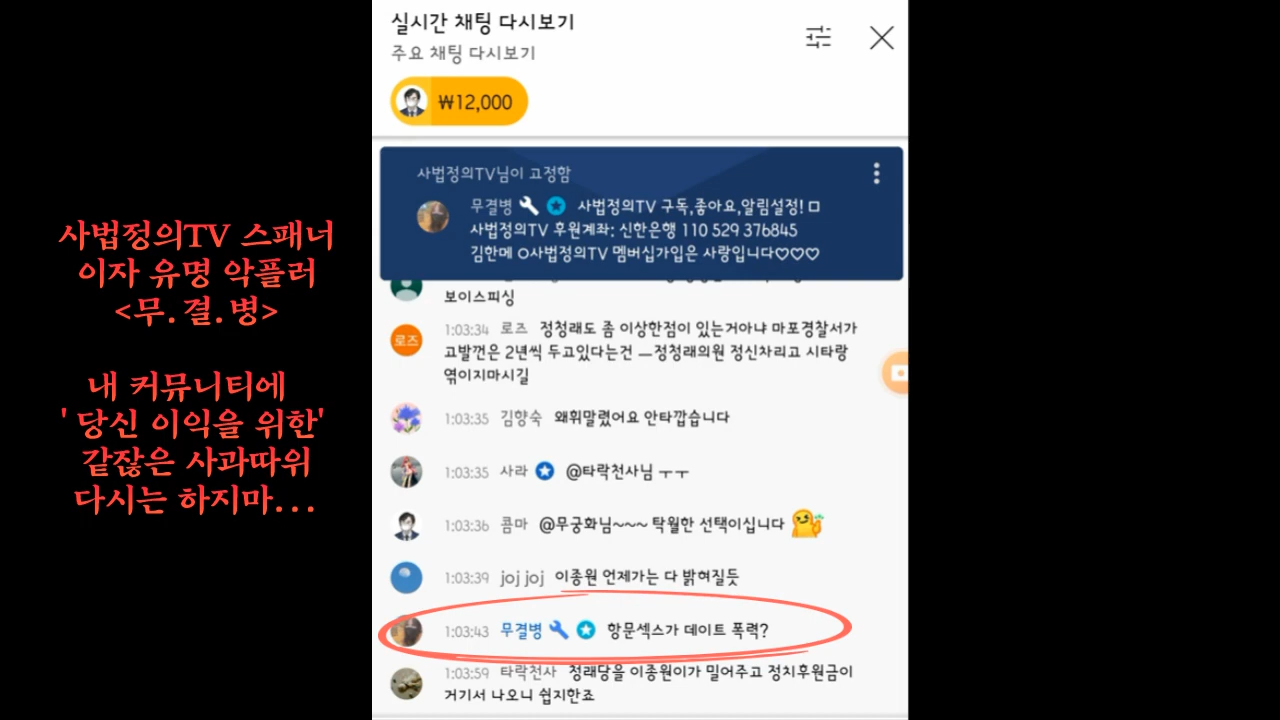 사법정의TV 스패너
이자 유명 악플러
<무.결.병>
내 커뮤니티에
'당신 이익을 위한'
같잖은 사과따위
다시는 하지마...
실시간 채팅 다시보기
주요 채팅 다시보기
₩12,000
사법정의TV님이 고정함
무결병 사법정의TV 구독,좋아요,알림설정! ㅁ
사법정의TV 후원계좌: 신한은행 110 529 376845
김한메 ㅇ사법정의TV 멤버십가입은 사랑입니다♡♡♡
보이스피싱
1:03:34 로즈 정청래도 좀 이상한점이 있는거아냐 마포경찰서가
로즈
고발껀은 2년씩 두고있다는건 ㅡ정청래의원 정신차리고 시타랑
엮이지마시길
1:03:35 김향숙 왜휘말렸어요 안타깝습니다
1:03:35 사라 @타락천사님 ㅜㅜ
1:03:36 콤마 @무궁화님~~~ 탁월한 선택이십니다
1:03:39 joj joj 이종원 언제가는 다 밝혀질듯
1:03:43 무결병 항문섹스가 데이트 폭력?
1:03:59 타락천사 청래당을 이종원이가 밀어주고 정치후원금이
거기서 나오니 쉽지한죠